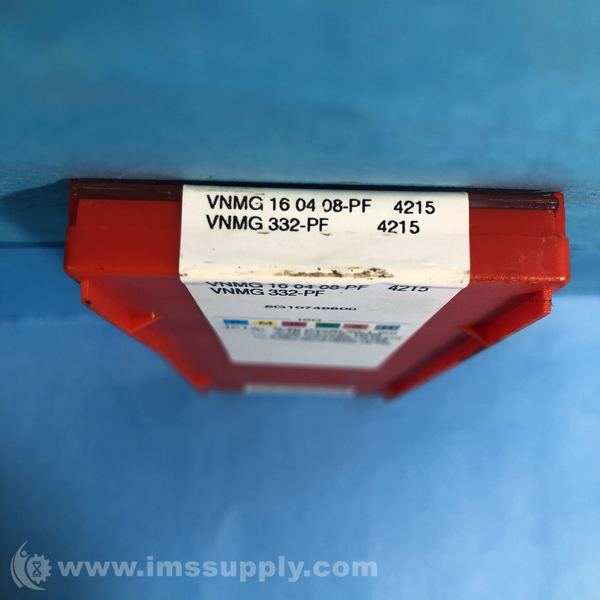 VNMG 16 04 08-PF 4215
VNMG 332-PF 4215
VNMG 16 04 08-PF 4215
VNMG 332-PF
ISO
P M K N S H
www.imssupply.com